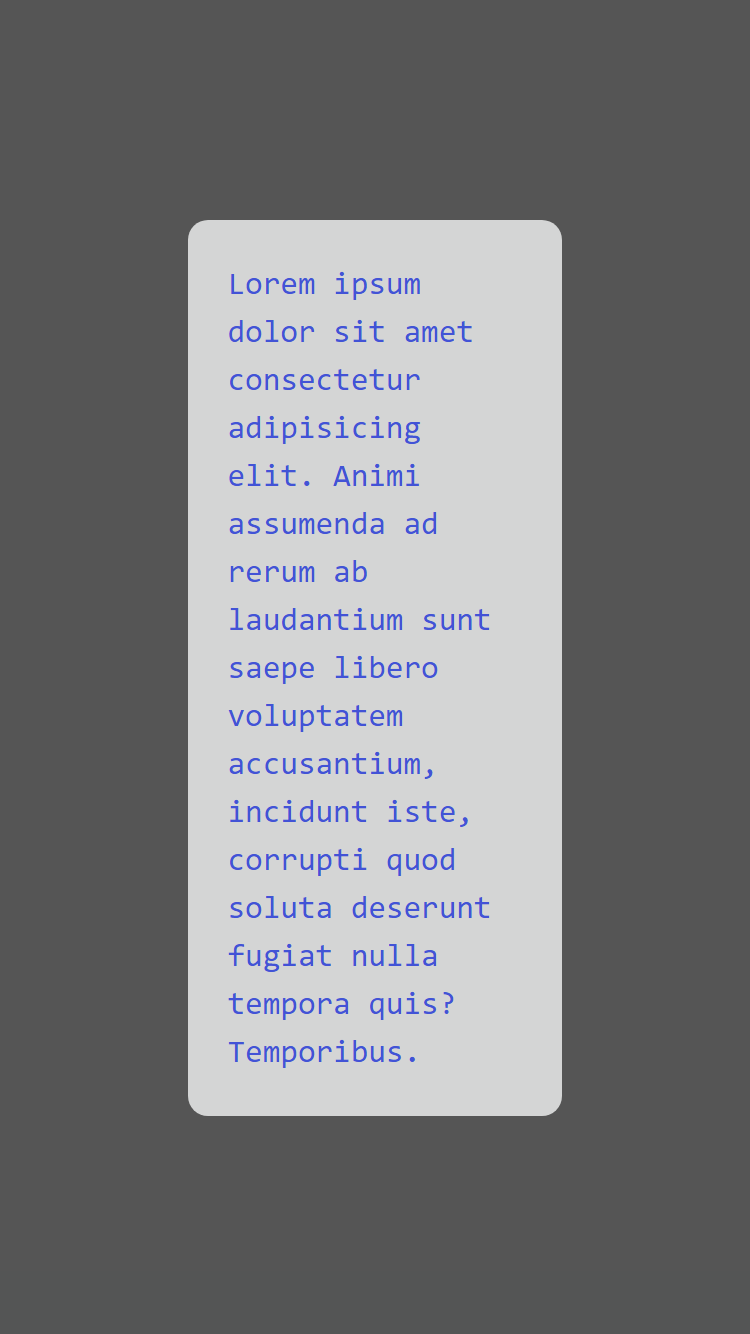 Lorem ipsum
dolor sit amet
consectetur
adipisicing
elit. Animi
assumenda ad
rerum ab
laudantium sunt
saepe libero
voluptatem
accusantium,
incidunt iste,
corrupti quod
soluta deserunt
fugiat nulla
tempora quis?
Temporibus.